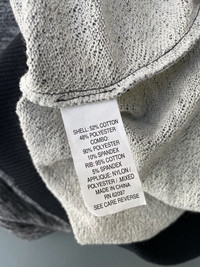 SHELL: 52% COTTON
48% POLYESTER
COMBO:
90% POLYESTER
10% SPANDEX
RIB: 95% COTTON
5% SPANDEX
APPLIQUE: NYLON /
POLYESTER / MIXED
MADE IN CHINA
RN 62087
SEE CARE REVERSE